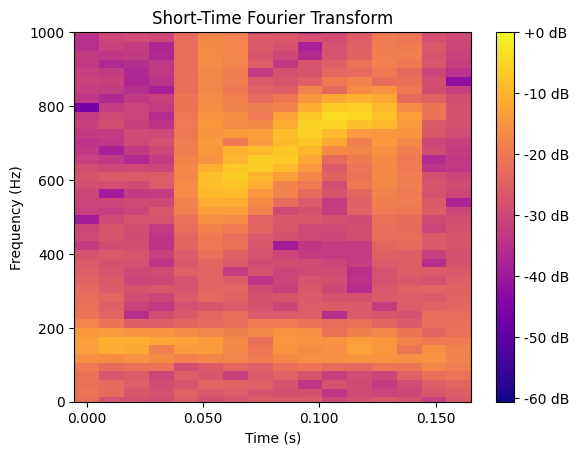 Short-Time Fourier Transform
1000
800
600
400
200
0
Frequency (Hz)
0.000
0.050
0.100
0.150
Time (s)
+0 dB
-10 dB
-20 dB
-30 dB
-40 dB
-50 dB
-60 dB